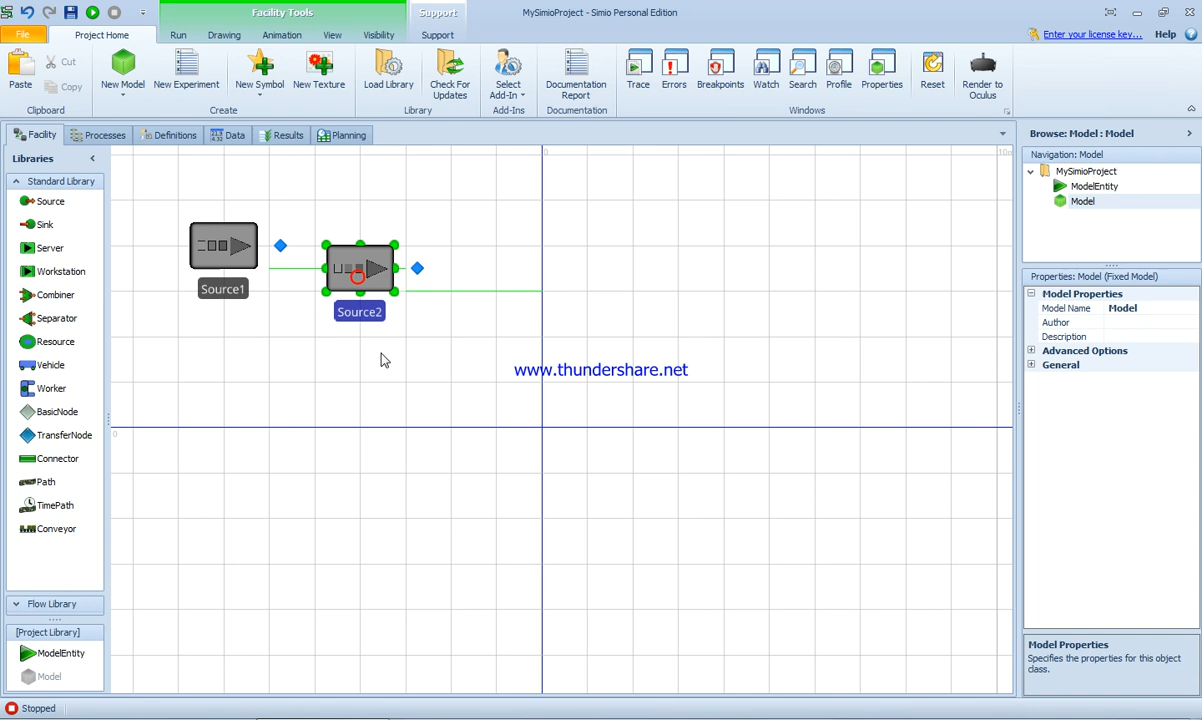 Facility Tools
Support
MySimioProject - Simio Personal Edition
File
Project Home
Run
Drawing
Animation
View
Visibility
Support
Enter your license key...
Help
Paste
Cut
Copy
Clipboard
New Model
New Experiment
New Symbol
New Texture
Create
Load Library
Check For Updates
Library
Select Add-In
Add-Ins
Documentation Report
Documentation
Trace
Errors
Breakpoints
Watch
Search
Profile
Properties
Reset
Render to Oculus
Windows
Facility
Processes
Definitions
Data
Results
Planning
Libraries
Standard Library
Source
Sink
Server
Workstation
Combiner
Separator
Resource
Vehicle
Worker
BasicNode
TransferNode
Connector
Path
TimePath
Conveyor
Flow Library
[Project Library]
ModelEntity
Model
0
10m
0
Source1
Source2
www.thundershare.net
Browse: Model : Model
Navigation: Model
MySimioProject
ModelEntity
Model
Properties: Model (Fixed Model)
Model Properties
Model Name Model
Author
Description
Advanced Options
General
Model Properties
Specifies the properties for this object class.
Stopped